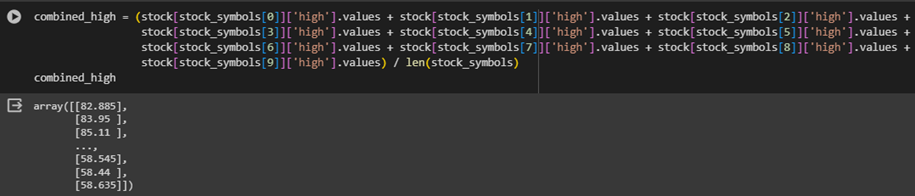 combined_high = (stock[stock_symbols[0]]['high'].values + stock[stock_symbols[1]]['high'].values + stock[stock_symbols[2]]['high'].values +
stock[stock_symbols[3]]['high'].values + stock[stock_symbols[4]]['high'].values + stock[stock_symbols[5]]['high'].values +
stock[stock_symbols[6]]['high'].values + stock[stock_symbols[7]]['high'].values + stock[stock_symbols[8]]['high'].values +
stock[stock_symbols[9]]['high'].values) / len(stock_symbols)
combined_high
array([[82.885],
[83.95 ],
[85.11 ],
...,
[58.545],
[58.44 ],
[58.635]])